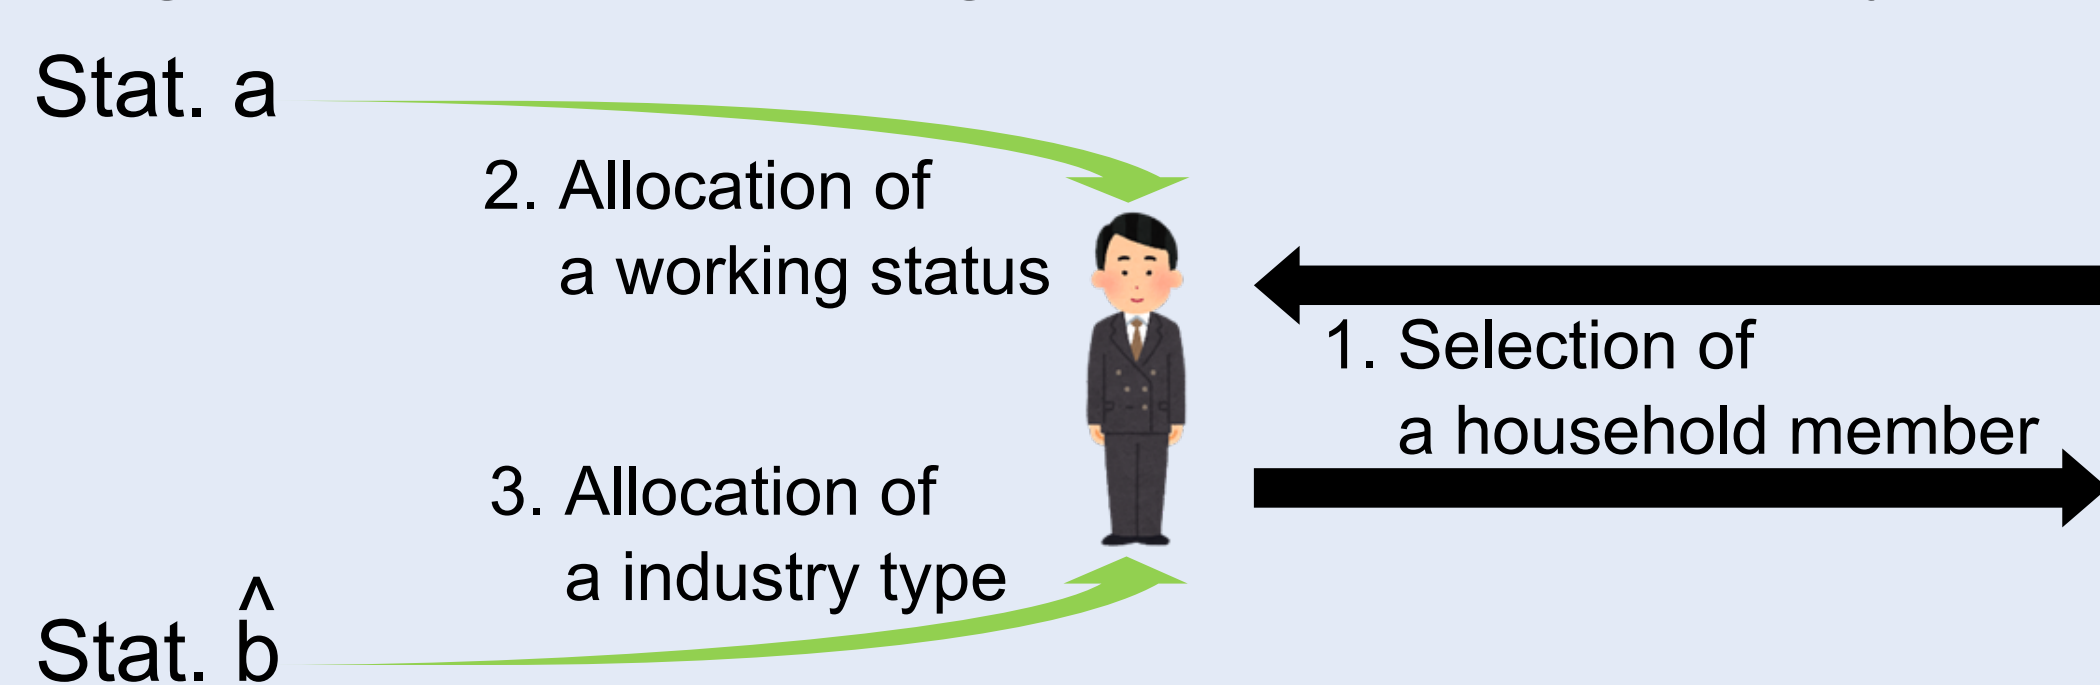 Stat. a
2. Allocation of
a working status
1. Selection of
a household member
3. Allocation of
a industry type
Stat. b̂